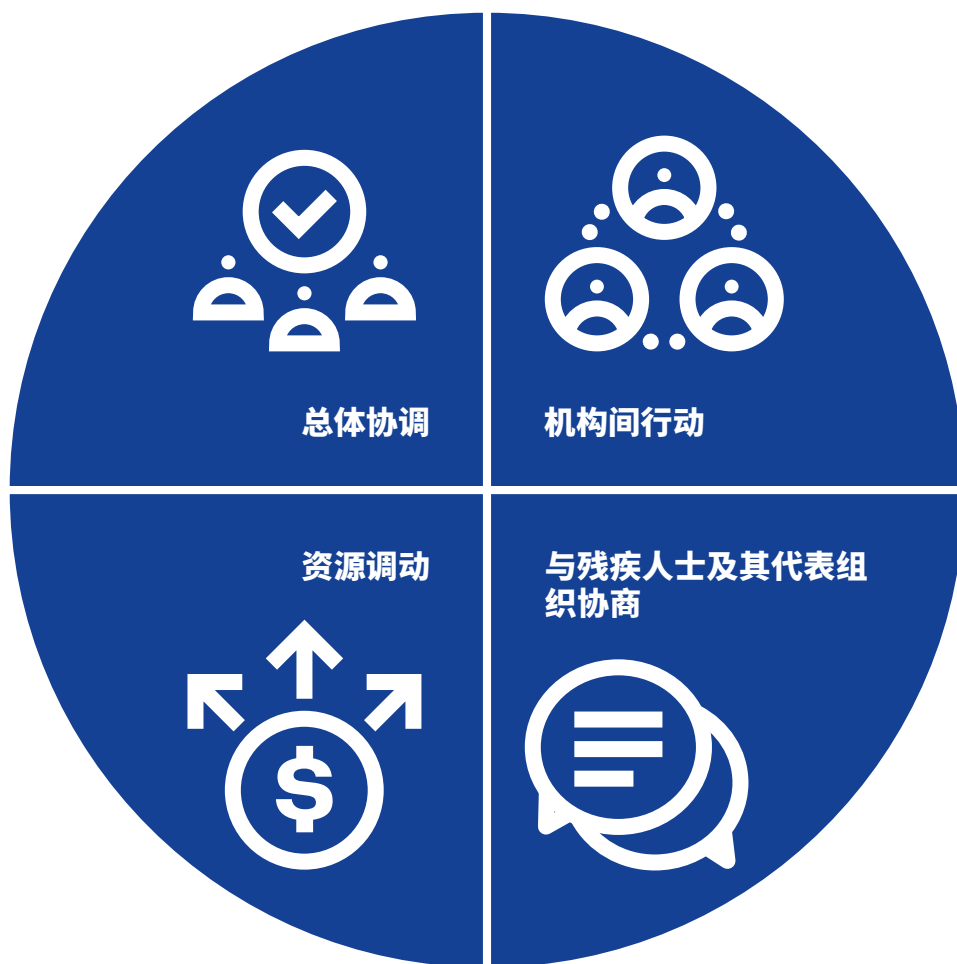 总体协调
机构间行动
资源调动
与残疾人士及其代表组
织协商